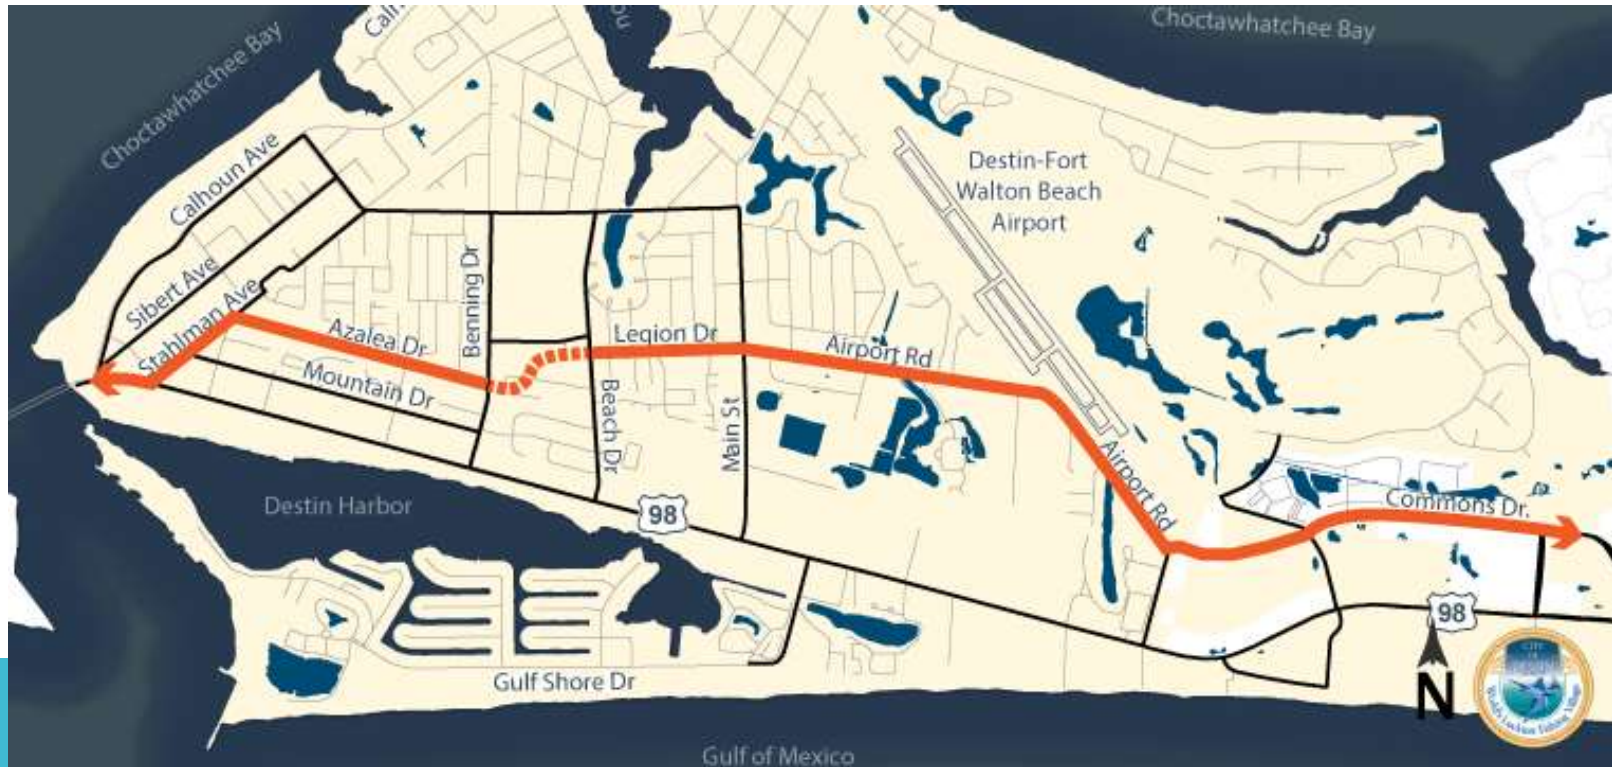 Choctawhatchee Bay
Choctawhatchee Bay
Calhoun Ave
Sibert Ave
Stahlman Ave
Azalea Dr
Mountain Dr
Benning Dr
Beach Dr
Legion Dr
Main St
Airport Rd
Destin-Fort
Walton Beach
Airport
Airport Rd
Commons Dr.
98
98
Destin Harbor
Gulf Shore Dr
Gulf of Mexico
N